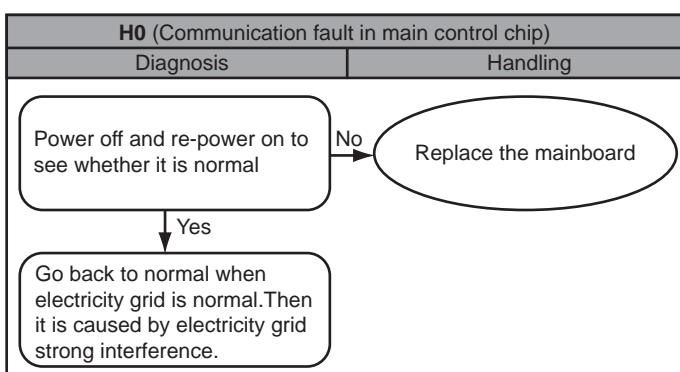 H0 (Communication fault in main control chip)
Diagnosis
Handling
Power off and re-power on to
see whether it is normal
No
Replace the mainboard
Yes
Go back to normal when
electricity grid is normal.Then
it is caused by electricity grid
strong interference.